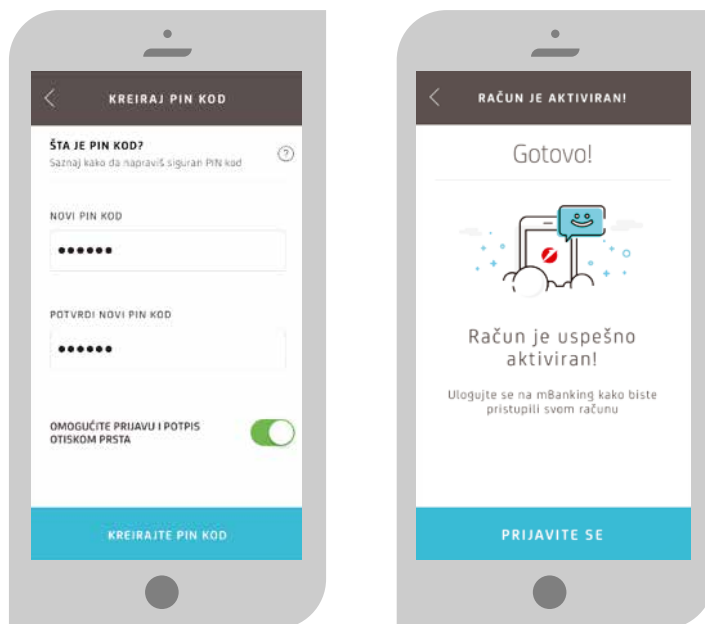 KREIRAJ PIN KOD
ŠTA JE PIN KOD?
Saznaj kako da napraviš siguran PIN kod
?
NOVI PIN KOD
POTVRDI NOVI PIN KOD
OMOGUĆITE PRIJAVU I POTPIS
OTISKOM PRSTA
KREIRAJTE PIN KOD
RAČUN JE AKTIVIRAN!
Gotovo!
Račun je uspešno
aktiviran!
Ulogujte se na mBanking kako biste
pristupili svom računu
PRIJAVITE SE